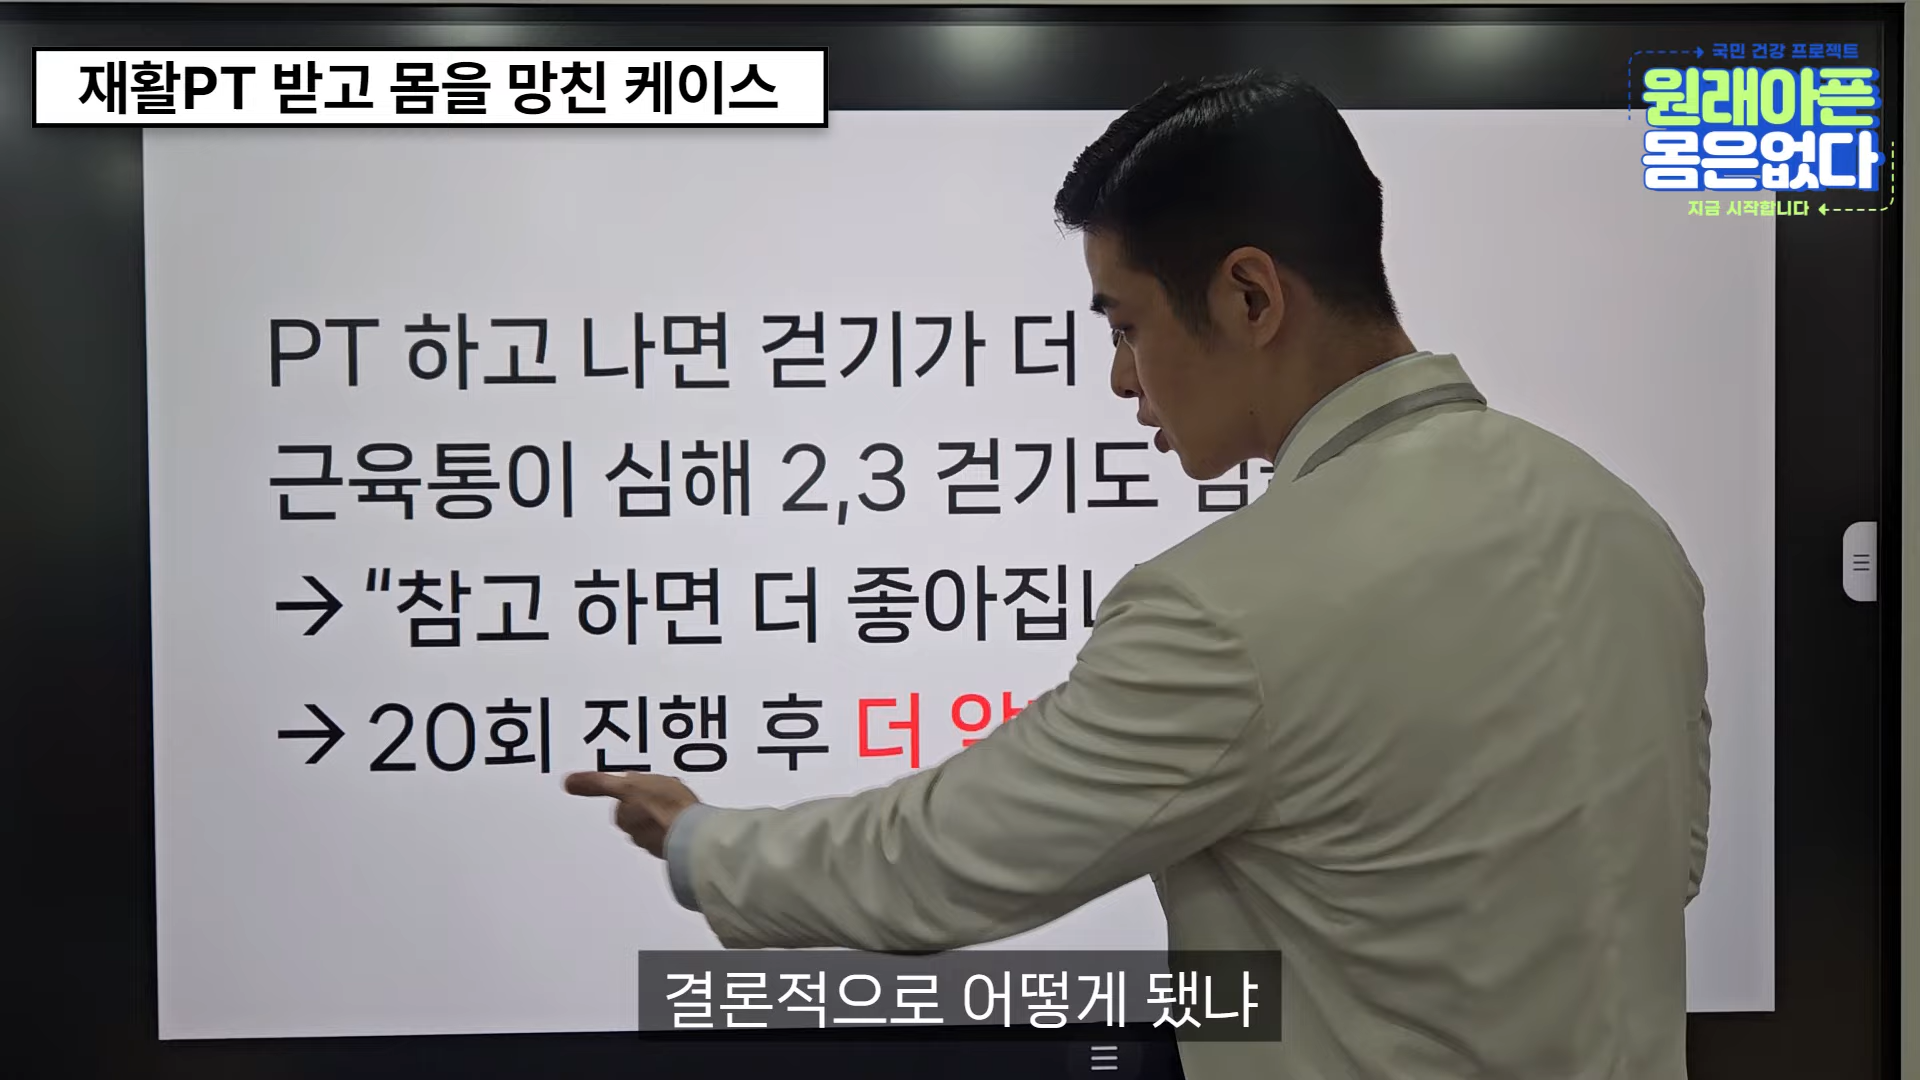 재활PT 받고 몸을 망친 케이스
국민 건강 프로젝트
원래아픈
몸은없다
지금 시작합니다
PT 하고 나면 걷기가 더
근육통이 심해 2,3 걷기도
→ “참고 하면 더
→ 20회 진행 후 더
결론적으로 어떻게 됐냐